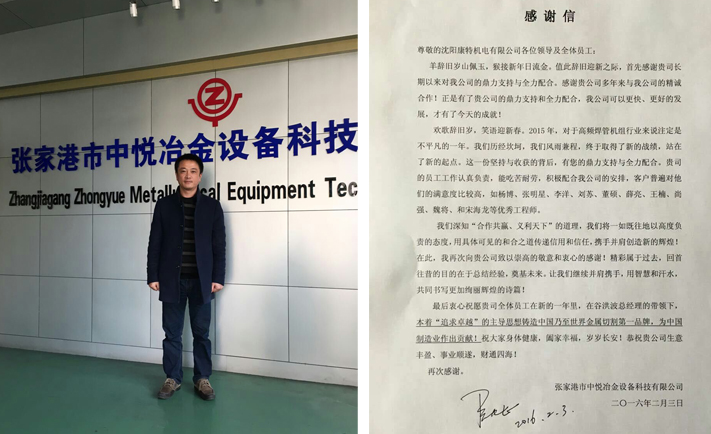 张家港市中悦冶金设备科技
Zhangjiagang Zhongyue Metallurgical Equipment Tec
感谢信
尊敬的沈阳康特机电有限公司各位领导及全体员工：
羊辞旧岁山佩玉，猴接新年日流金。值此辞旧迎新之际，首先感谢贵司长
期以来对我公司的鼎力支持与全力配合。感谢贵公司多年来与我公司的精诚
合作！正是有了贵公司的鼎力支持和全力配合，我公司可以更快、更好的发
展，才有了今天的成就！
欢歌辞旧岁，笑语迎新春。2015年，对于高频焊管机组行业来说注定是
不平凡的一年。我们历经坎坷，我们风雨兼程，终于取得了新的成绩，站在
了新的起点。这一份坚持与收获的背后，有您的鼎力支持与全力配合。贵司
的员工工作认真负责，能吃苦耐劳，积极配合我公司的安排，客户普遍对他
们的满意度比较高，如杨博、张明星、李洋、刘苏、董硕、薛亮、王楠、尚
强、魏将、和宋海龙等优秀工程师。
我们深知“合作共赢、义利天下”的道理，我们将一如既往地以高度负
责的态度，用具体可见的和合之道传递信用和信任，携手并肩创造新的辉煌！
在此，我再次向贵公司致以崇高的敬意和衷心的感谢！精彩属于过去，回首
往昔的目的在于总结经验，奠基未来。让我们继续并肩携手，用智慧和汗水，
共同书写更加绚丽辉煌的诗篇！
最后衷心祝愿贵司全体员工在新的一年里，在谷洪波总经理的带领下，
本着“追求卓越”的主导思想铸造中国乃至世界金属切割第一品牌，为中国
制造业作出贡献！祝大家身体健康，阖家幸福，岁岁长安！恭祝贵公司生意
丰盈、事业顺遂，财通四海！
再次感谢。
张家港市中悦冶金设备科技有限公司
二〇一六年二月三日
2016.2.3.